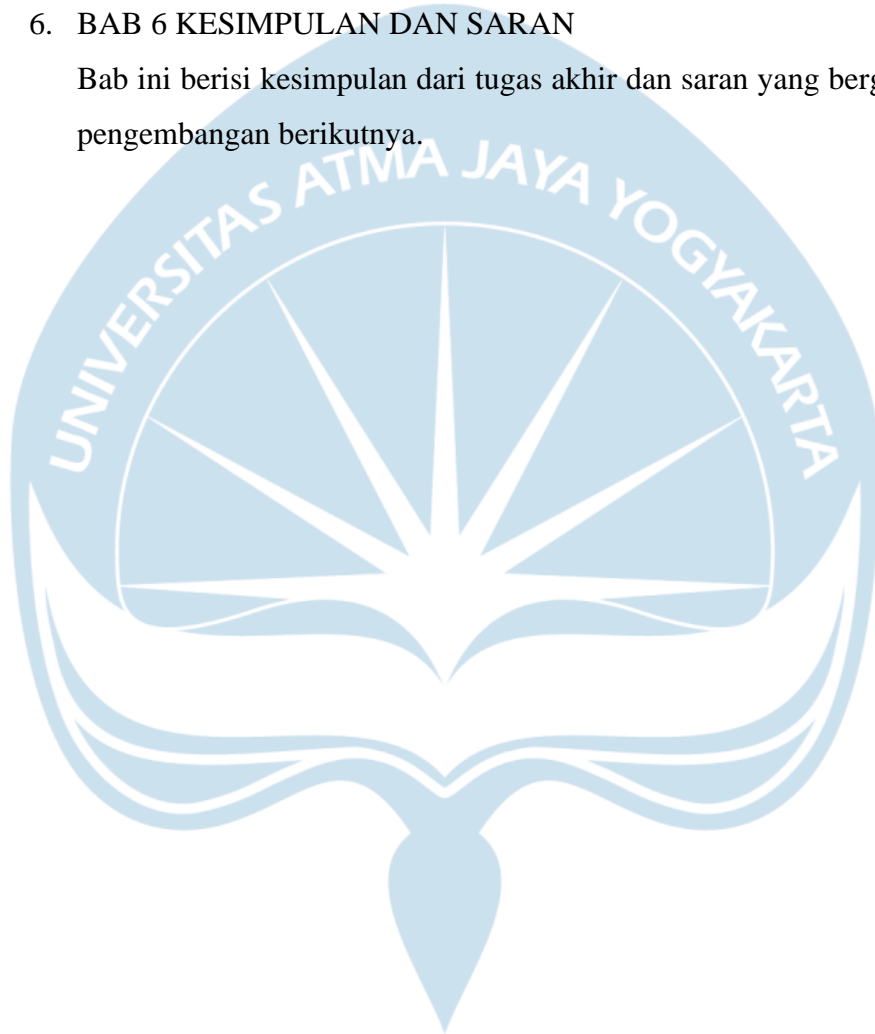 6. BAB 6 KESIMPULAN DAN SARAN
Bab ini berisi kesimpulan dari tugas akhir dan saran yang
pengembangan berikutnya.
UNIVERSITAS ATMA JAYA YOGYAKARTA